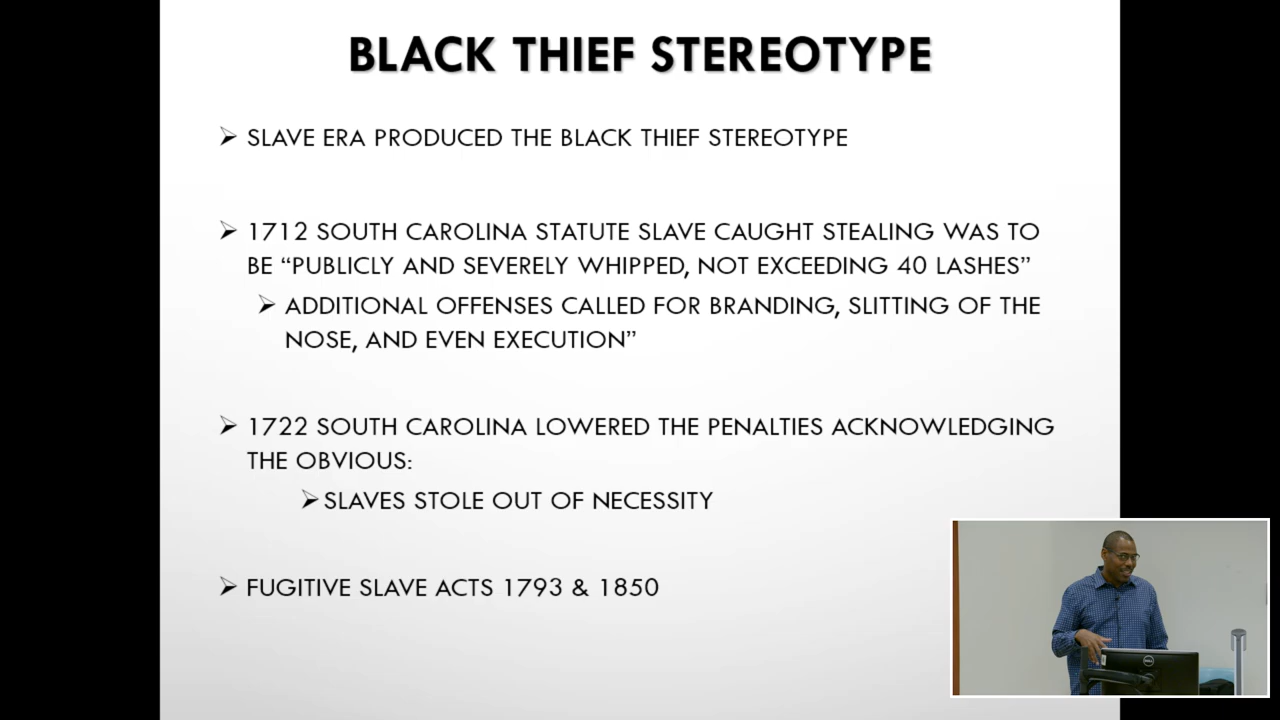 BLACK THIEF STEREOTYPE
SLAVE ERA PRODUCED THE BLACK THIEF STEREOTYPE
1712 SOUTH CAROLINA STATUTE SLAVE CAUGHT STEALING WAS TO
BE “PUBLICLY AND SEVERELY WHIPPED, NOT EXCEEDING 40 LASHES”
ADDITIONAL OFFENSES CALLED FOR BRANDING, SLITTING OF THE
NOSE, AND EVEN EXECUTION”
1722 SOUTH CAROLINA LOWERED THE PENALTIES ACKNOWLEDGING
THE OBVIOUS:
SLAVES STOLE OUT OF NECESSITY
FUGITIVE SLAVE ACTS 1793 & 1850
DELL